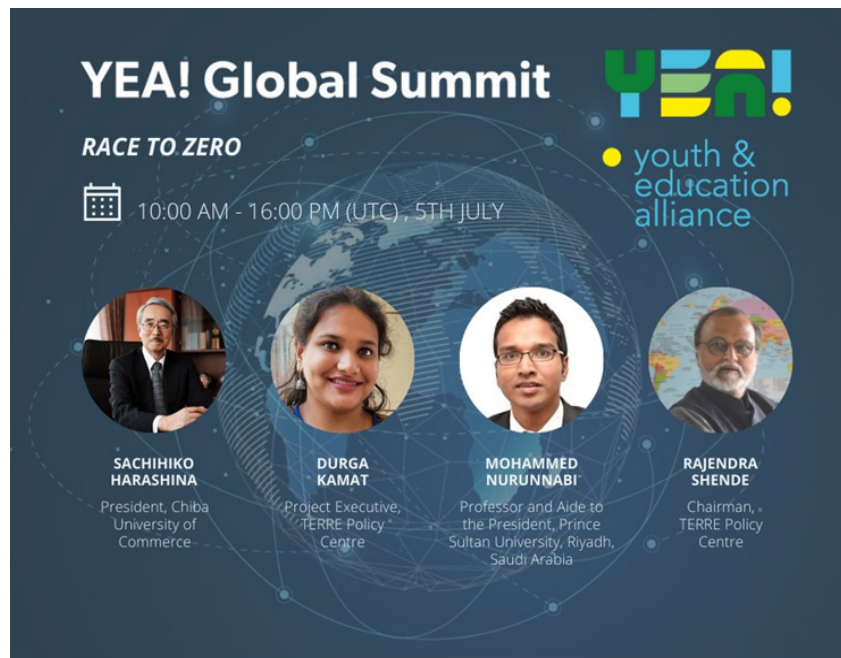 YEA! Global Summit
YEA!
RACE TO ZERO
youth &
education
alliance
10:00 AM - 16:00 PM (UTC) , 5TH JULY
SACHIHIKO
HARASHINA
President, Chiba
University of
Commerce
DURGA
KAMAT
Project Executive,
TERRE Policy
Centre
MOHAMMED
NURUNNABI
Professor and Aide to
the President, Prince
Sultan University, Riyadh,
Saudi Arabia
RAJENDRA
SHENDE
Chairman,
TERRE Policy
Centre